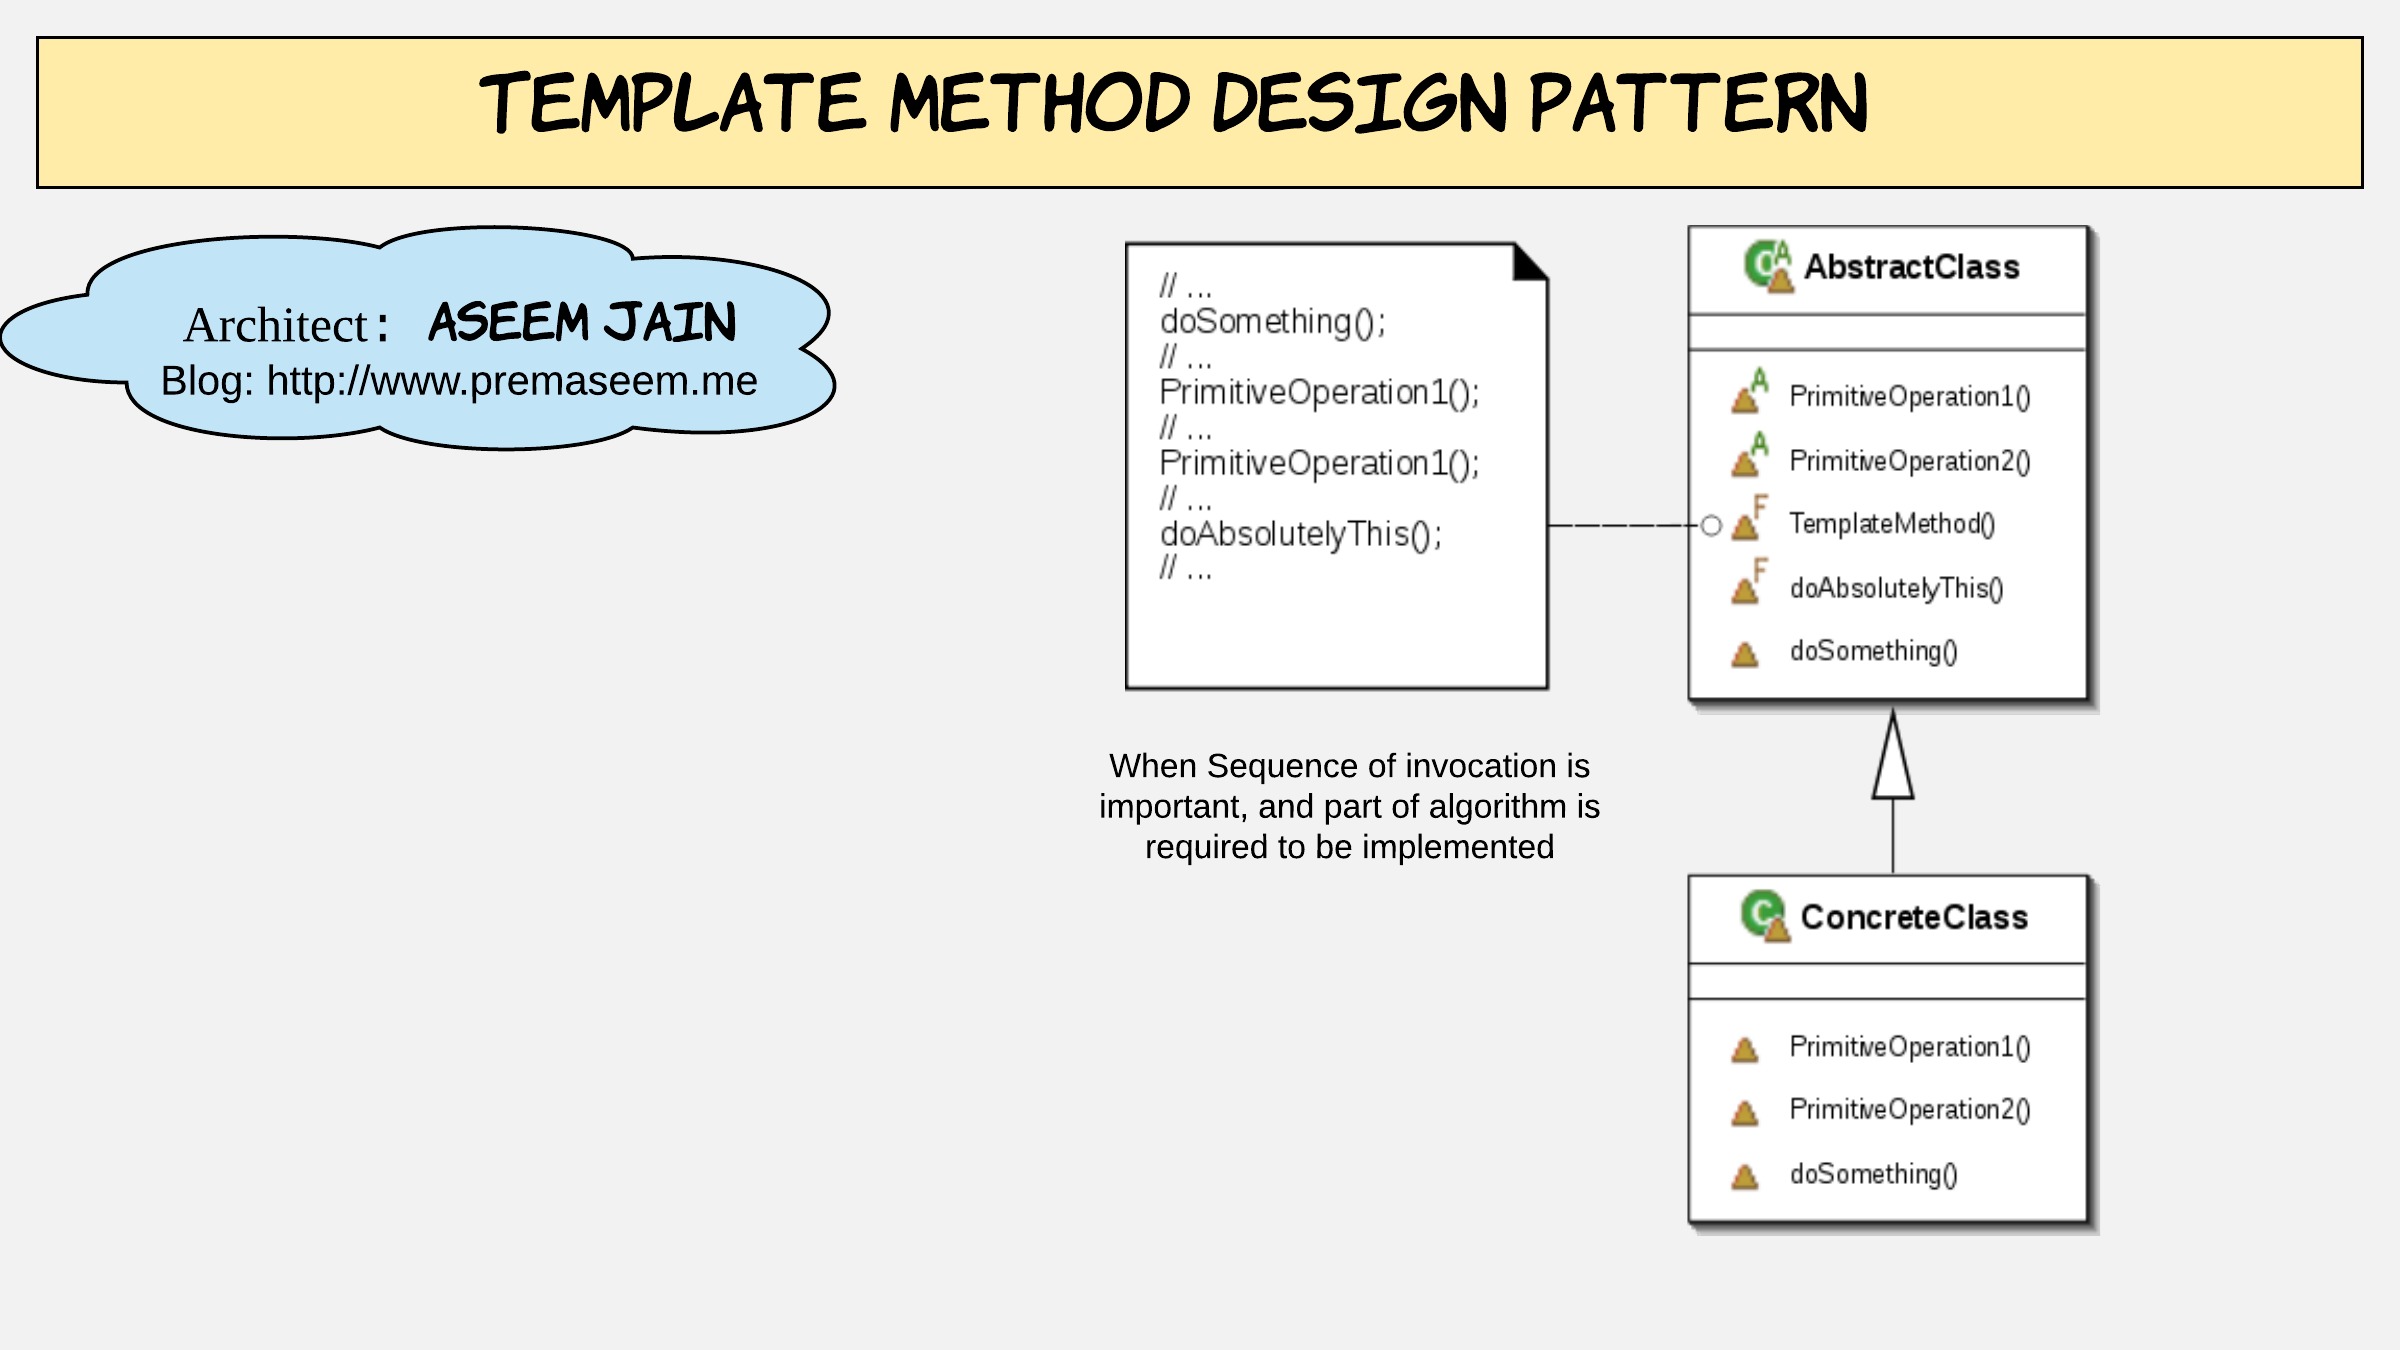 TEMPLATE METHOD DESIGN PATTERN
Architect: ASEEM JAIN
Blog: http://www.premaseem.me
// ...
doSomething();
// ...
PrimitiveOperation1();
// ...
PrimitiveOperation1();
// ...
doAbsolutelyThis();
// ...
When Sequence of invocation is
important, and part of algorithm is
required to be implemented
C A AbstractClass
A PrimitiveOperation1()
A PrimitiveOperation2()
F TemplateMethod()
F doAbsolutelyThis()
doSomething()
C ConcreteClass
PrimitiveOperation1()
PrimitiveOperation2()
doSomething()